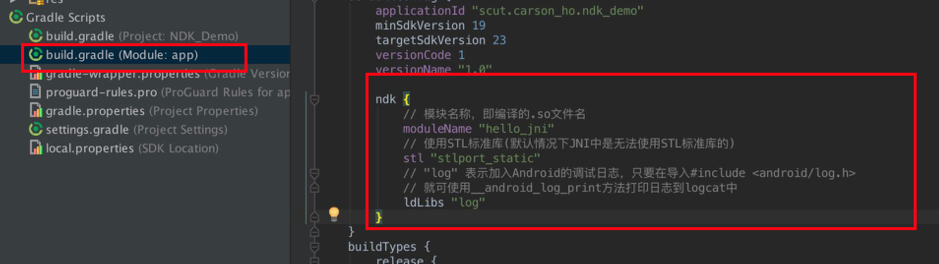 res
Gradle Scripts
build.gradle (Project: NDK_Demo)
build.gradle (Module: app)
gradle-wrapper.properties (Gradle Version
proguard-rules.pro (ProGuard Rules for ap
gradle.properties (Project Properties)
settings.gradle (Project Settings)
local.properties (SDK Location)
applicationId "scut.carson_ho.ndk_demo"
minSdkVersion 19
targetSdkVersion 23
versionCode 1
versionName "1.0"
ndk {
// 模块名称，即编译的.so文件名
moduleName "hello_jni"
// 使用STL标准库(默认情况下JNI中是无法使用STL标准库的)
stl "stlport_static"
// "log" 表示加入Android的调试日志，只要在导入#include <android/log.h>
// 就可使用__android_log_print方法打印日志到logcat中
ldLibs "log"
}
}
buildTypes {
release {